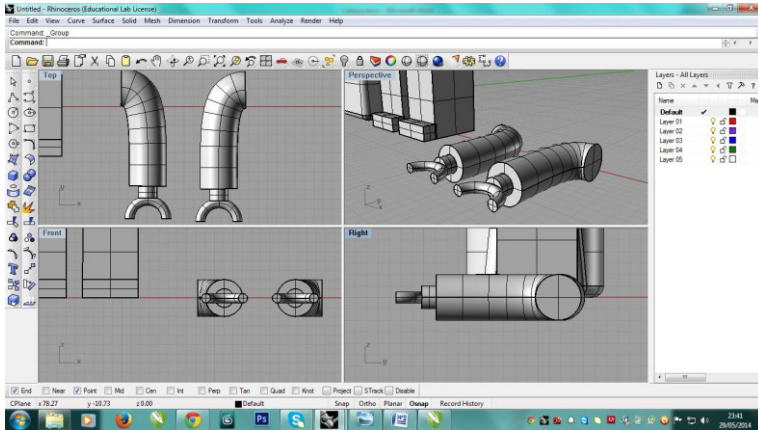 Untitled - Rhinoceros (Educational Lab License)
File Edit View Curve Surface Solid Mesh Dimension Transform Tools Analyze Render Help
Command: _Group
Command:
Top
Perspective
Layers - All Layers
Name
Ma
Default
Layer 01
Layer 02
Layer 03
Layer 04
Layer 05
y
x
z
x
y
Front
Right
z
x
z
y
End Near Point Mid Cen Int Perp Tan Quad Knot Project STrack Disable
CPlane x 78.27 y -10.73 z 0.00 Default Snap Ortho Planar Osnap Record History
Ps
S
W
23:41
29/05/2014